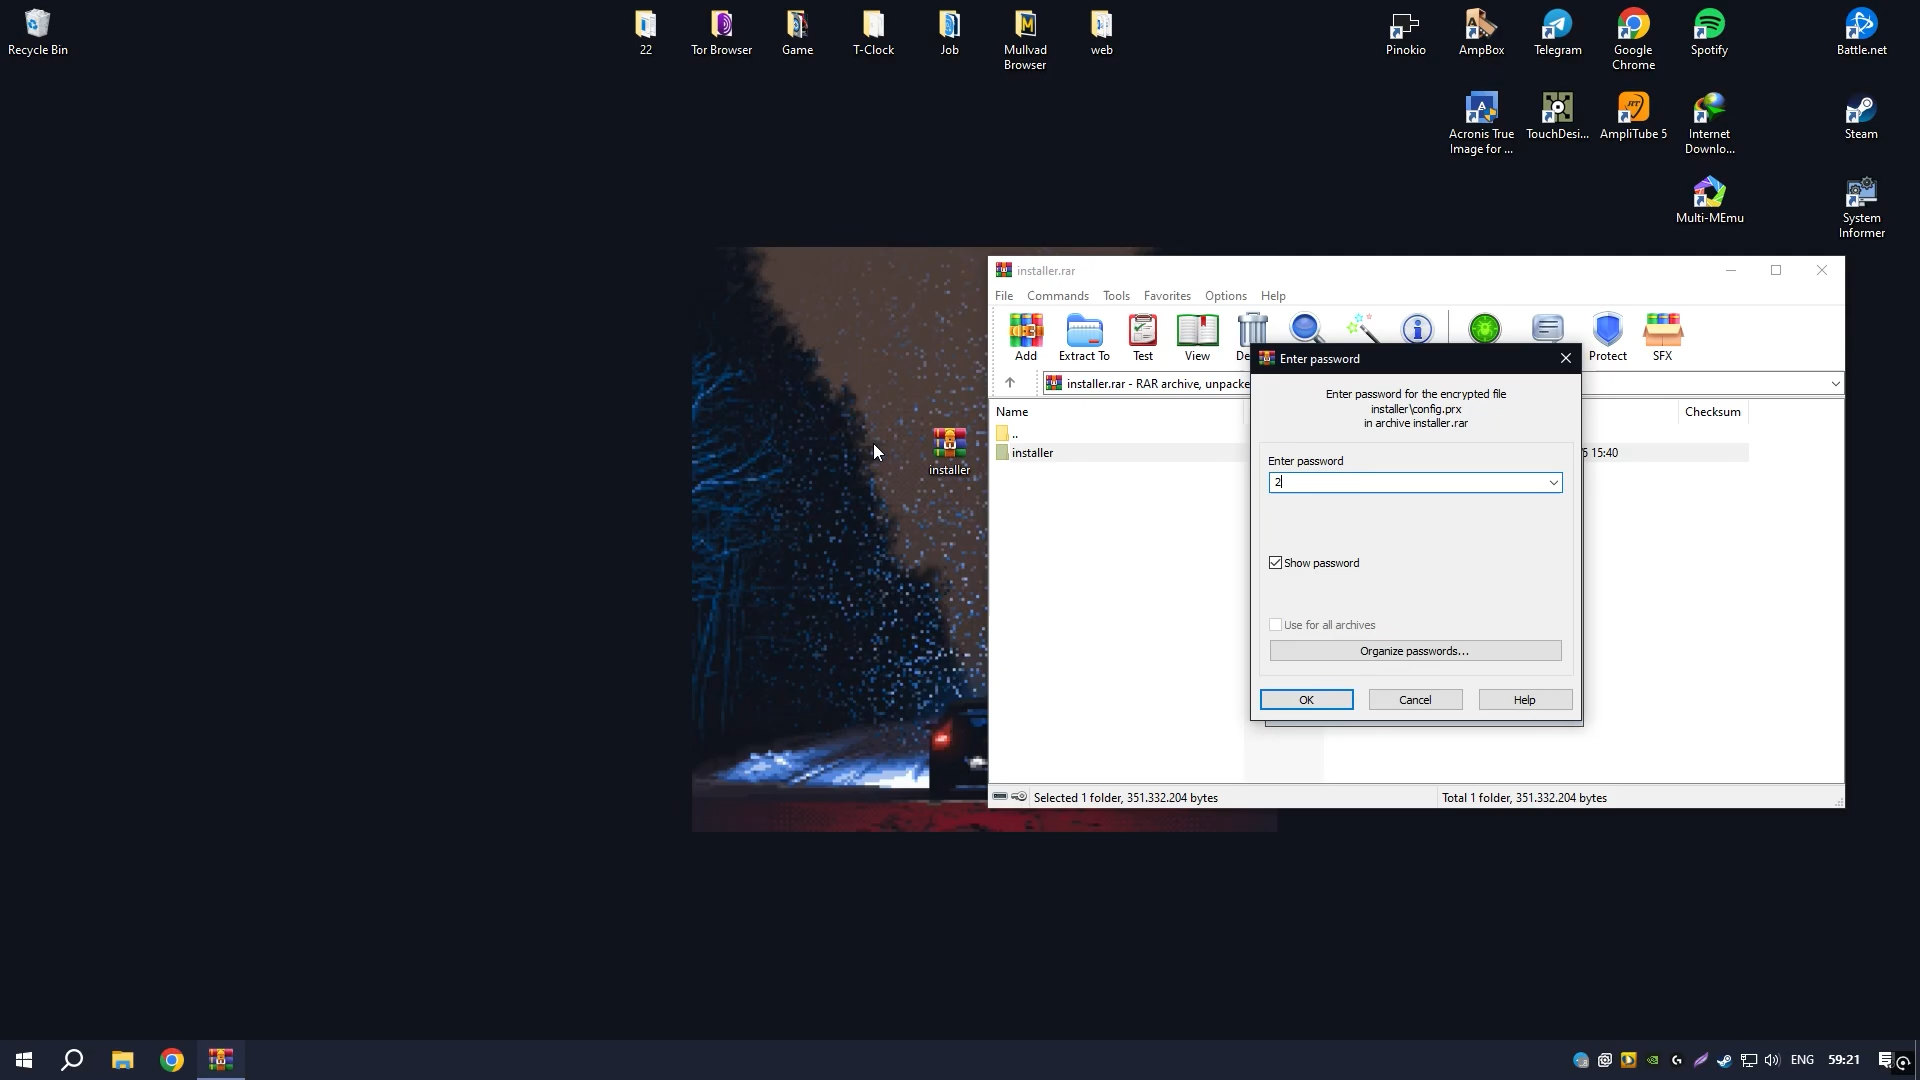 Recycle Bin
22
Tor Browser
Game
T-Clock
Job
Mullvad
Browser
web
Pinokio
AmpBox
Telegram
Google
Chrome
Spotify
Battle.net
Acronis True
Image for ...
TouchDesi...
AmpliTube 5
Internet
Downlo...
Steam
Multi-MEmu
System
Informer
installer
installer.rar
File Commands Tools Favorites Options Help
Add Extract To Test View De Protect SFX
installer.rar - RAR archive, unpacke
Name Checksum
..
installer 15:40
Selected 1 folder, 351.332.204 bytes
Total 1 folder, 351.332.204 bytes
Enter password
Enter password for the encrypted file
installer\config.prx
in archive installer.rar
Enter password
2
Show password
Use for all archives
Organize passwords...
OK Cancel Help
ENG 59:21